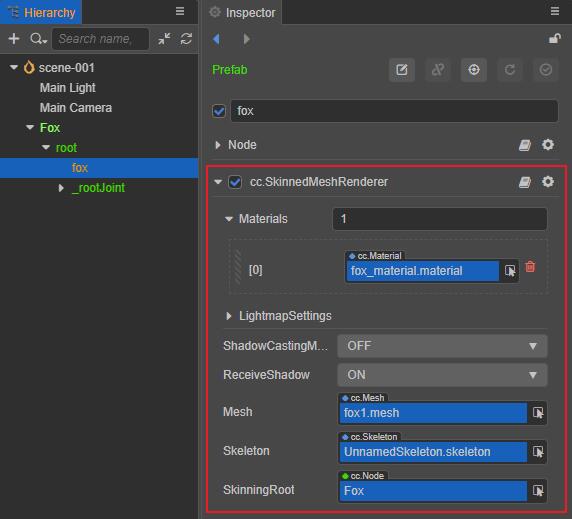 Hierarchy
Search name,
scene-001
Main Light
Main Camera
Fox
root
fox
_rootJoint
Inspector
Prefab
fox
Node
cc.SkinnedMeshRenderer
Materials 1
cc.Material
[0] fox_material.material
LightmapSettings
ShadowCastingM... OFF
ReceiveShadow ON
cc.Mesh
Mesh fox1.mesh
cc.Skeleton
Skeleton UnnamedSkeleton.skeleton
cc.Node
SkinningRoot Fox